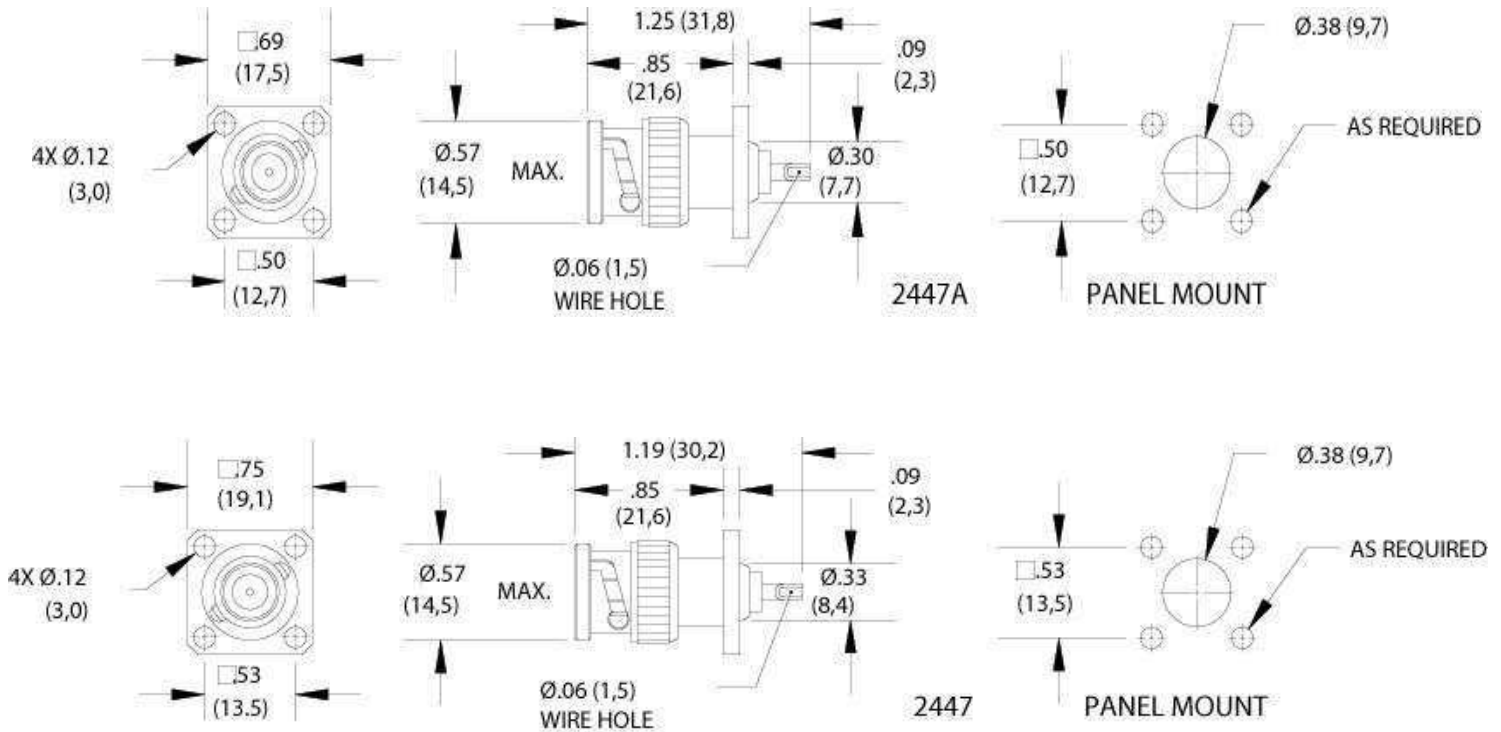 □.69
(17,5)
4X Ø.12
(3,0)
□.50
(12,7)
1.25 (31,8)
.85
(21,6)
.09
(2,3)
Ø.57
(14,5)
MAX.
Ø.30
(7,7)
Ø.06 (1,5)
WIRE HOLE
2447A
Ø.38 (9,7)
AS REQUIRED
□.50
(12,7)
PANEL MOUNT
□.75
(19,1)
4X Ø.12
(3,0)
□.53
(13.5)
1.19 (30,2)
.85
(21,6)
.09
(2,3)
Ø.57
(14,5)
MAX.
Ø.33
(8,4)
Ø.06 (1,5)
WIRE HOLE
2447
Ø.38 (9,7)
AS REQUIRED
□.53
(13,5)
PANEL MOUNT